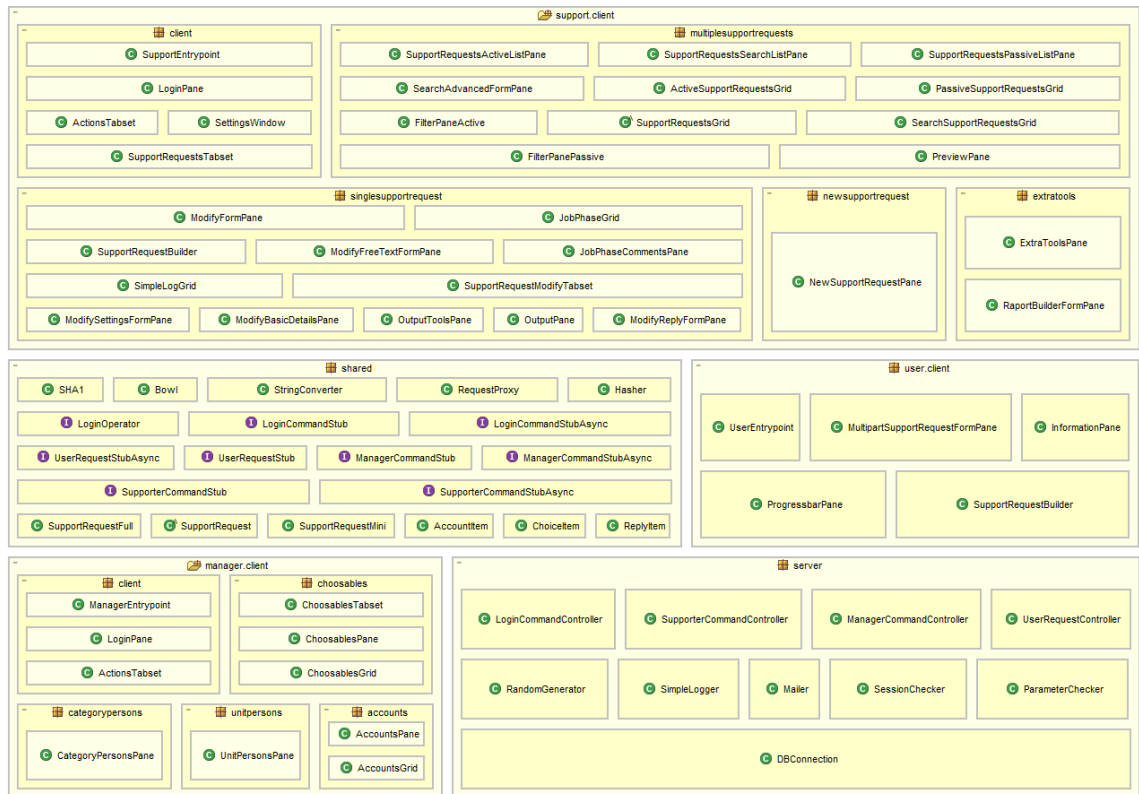 support.client
client
SupportEntrypoint
LoginPane
ActionsTabset
SettingsWindow
SupportRequestsTabset
multiplesupportrequests
SupportRequestsActiveListPane
SupportRequestsSearchListPane
SupportRequestsPassiveListPane
SearchAdvancedFormPane
ActiveSupportRequestsGrid
PassiveSupportRequestsGrid
FilterPaneActive
SupportRequestsGrid
SearchSupportRequestsGrid
FilterPanePassive
PreviewPane
singlesupportrequest
ModifyFormPane
JobPhaseGrid
SupportRequestBuilder
ModifyFreeTextFormPane
JobPhaseCommentsPane
SimpleLogGrid
SupportRequestModifyTabset
ModifySettingsFormPane
ModifyBasicDetailsPane
OutputToolsPane
OutputPane
ModifyReplyFormPane
newsupportrequest
NewSupportRequestPane
extratools
ExtraToolsPane
RaportBuilderFormPane
shared
SHA1
Bowl
StringConverter
RequestProxy
Hasher
LoginOperator
LoginCommandStub
LoginCommandStubAsync
UserRequestStubAsync
UserRequestStub
ManagerCommandStub
ManagerCommandStubAsync
SupporterCommandStub
SupporterCommandStubAsync
SupportRequestFull
SupportRequest
SupportRequestMini
AccountItem
ChoiceItem
ReplyItem
user.client
UserEntrypoint
MultipartSupportRequestFormPane
InformationPane
ProgressbarPane
SupportRequestBuilder
manager.client
client
ManagerEntrypoint
LoginPane
ActionsTabset
choosables
ChoosablesTabset
ChoosablesPane
ChoosablesGrid
categorypersons
CategoryPersonsPane
unitpersons
UnitPersonsPane
accounts
AccountsPane
AccountsGrid
server
LoginCommandController
SupporterCommandController
ManagerCommandController
UserRequestController
RandomGenerator
SimpleLogger
Mailer
SessionChecker
ParameterChecker
DBConnection